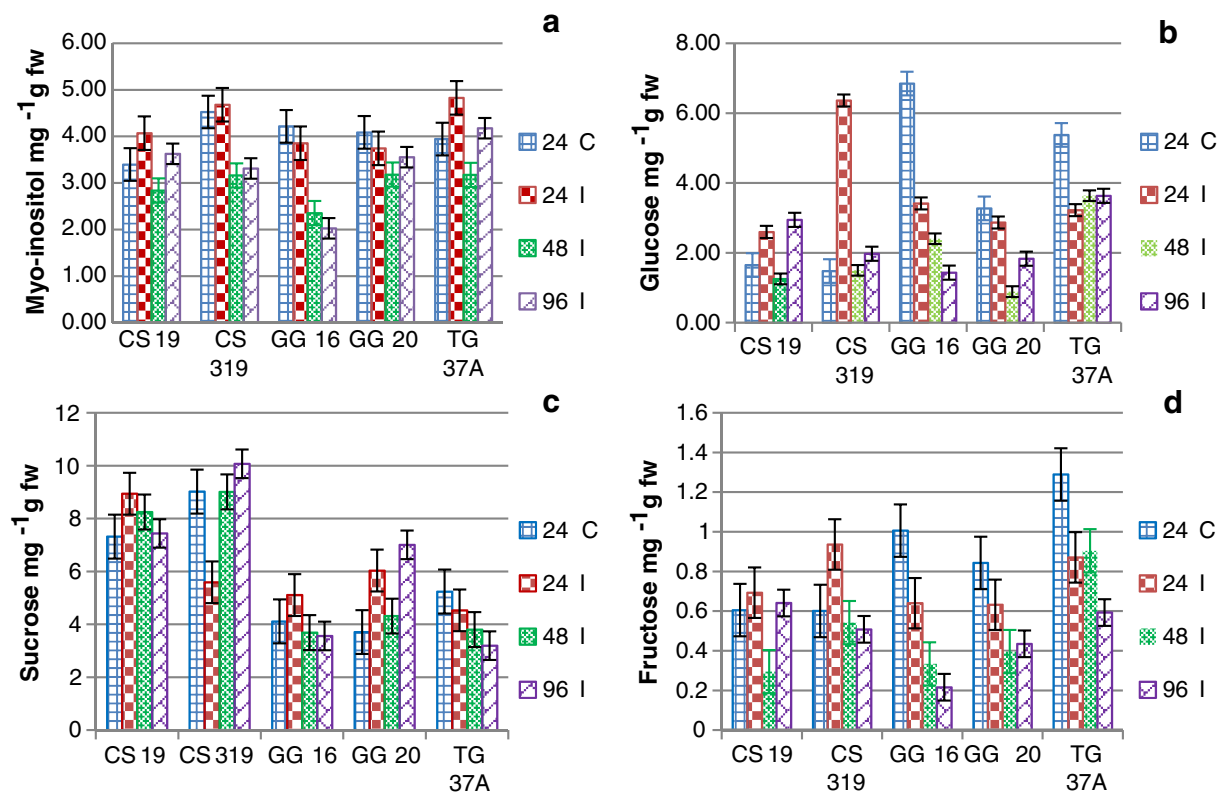 a
6.00
5.00
4.00
3.00
2.00
1.00
0.00
Myo-inositol mg -1g fw
CS 19
CS 319
GG 16
GG 20
TG 37A
24 C
24 I
48 I
96 I
b
8.00
6.00
4.00
2.00
0.00
Glucose mg -1g fw
CS 19
CS 319
GG 16
GG 20
TG 37A
24 C
24 I
48 I
96 I
c
12
10
8
6
4
2
0
Sucrose mg -1g fw
CS 19
CS 319
GG 16
GG 20
TG 37A
24 C
24 I
48 I
96 I
d
1.6
1.4
1.2
1
0.8
0.6
0.4
0.2
0
Fructose mg -1g fw
CS 19
CS 319
GG 16
GG 20
TG 37A
24 C
24 I
48 I
96 I